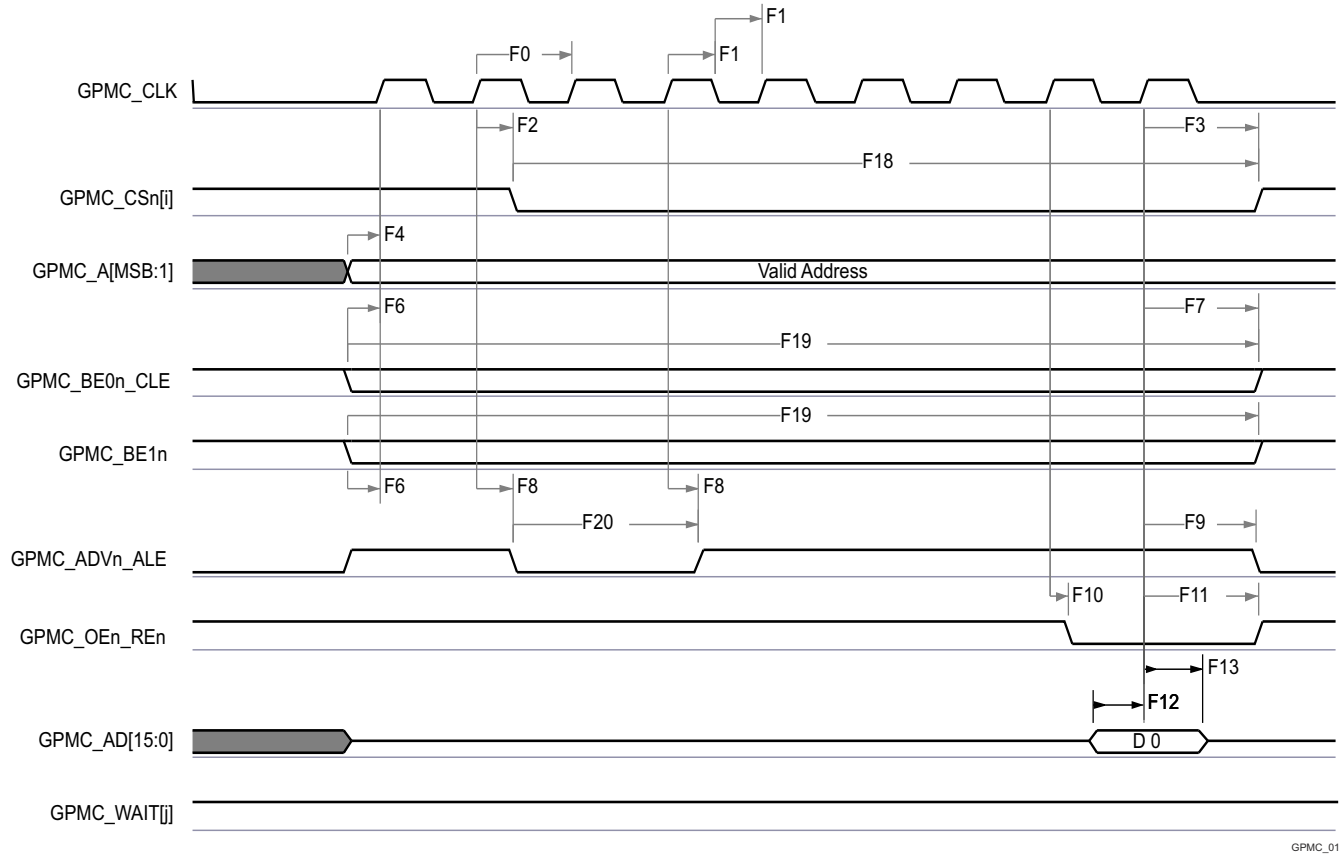 F1
F0
F1
GPMC_CLK
F2
F3
F18
GPMC_CSn[i]
F4
GPMC_A[MSB:1]
Valid Address
F6
F7
F19
GPMC_BE0n_CLE
F19
GPMC_BE1n
F6
F8
F8
F20
F9
GPMC_ADVn_ALE
F10
F11
GPMC_OEn_REn
F13
F12
GPMC_AD[15:0]
D 0
GPMC_WAIT[j]
GPMC_01